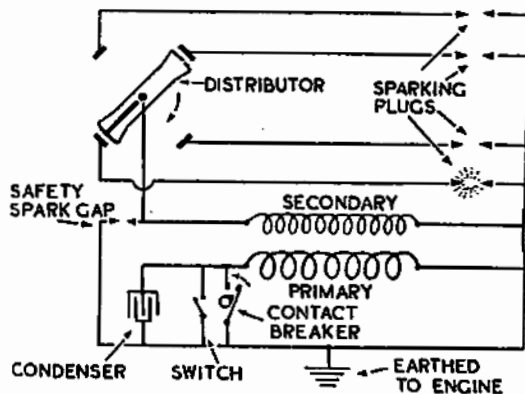 DISTRIBUTOR
SPARKING
PLUGS
SAFETY
SPARK GAP
SECONDARY
PRIMARY
CONTACT
BREAKER
CONDENSER
SWITCH
EARTHED
TO ENGINE